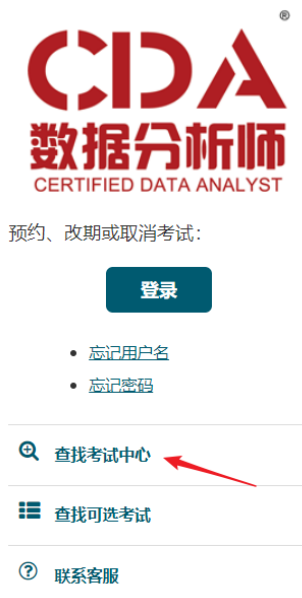 ®
CDA
数据分析师
CERTIFIED DATA ANALYST
预约、改期或取消考试：
登录
忘记用户名
忘记密码
查找考试中心
查找可选考试
联系客服